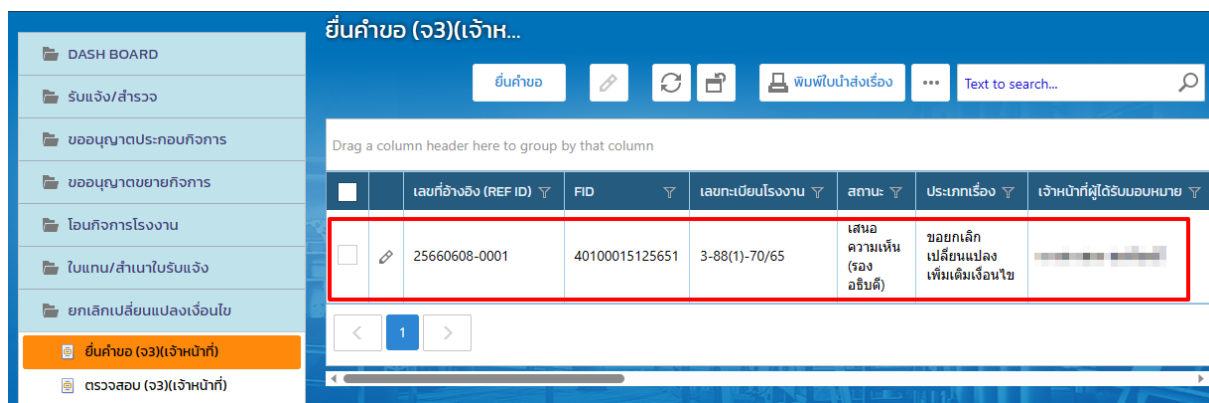 ยื่นคำขอ (จ3)(เจ้าห...
DASH BOARD
รับแจ้ง/สำรวจ
ขออนุญาตประกอบกิจการ
ขออนุญาตขยายกิจการ
โอนกิจการโรงงาน
ใบแทน/สำเนาใบรับแจ้ง
ยกเลิกเปลี่ยนแปลงเงื่อนไข
ยื่นคำขอ (จ3)(เจ้าหน้าที่)
ตรวจสอบ (จ3)(เจ้าหน้าที่)
ยื่นคำขอ
พิมพ์ใบนำส่งเรื่อง
...
Text to search...
Drag a column header here to group by that column
เลขที่อ้างอิง (REF ID)
FID
เลขทะเบียนโรงงาน
สถานะ
ประเภทเรื่อง
เจ้าหน้าที่ผู้ได้รับมอบหมาย
25660608-0001
40100015125651
3-88(1)-70/65
เสนอ
ความเห็น
(รอง
อธิบดี)
ขอยกเลิก
เปลี่ยนแปลง
เพิ่มเติมเงื่อนไข
1